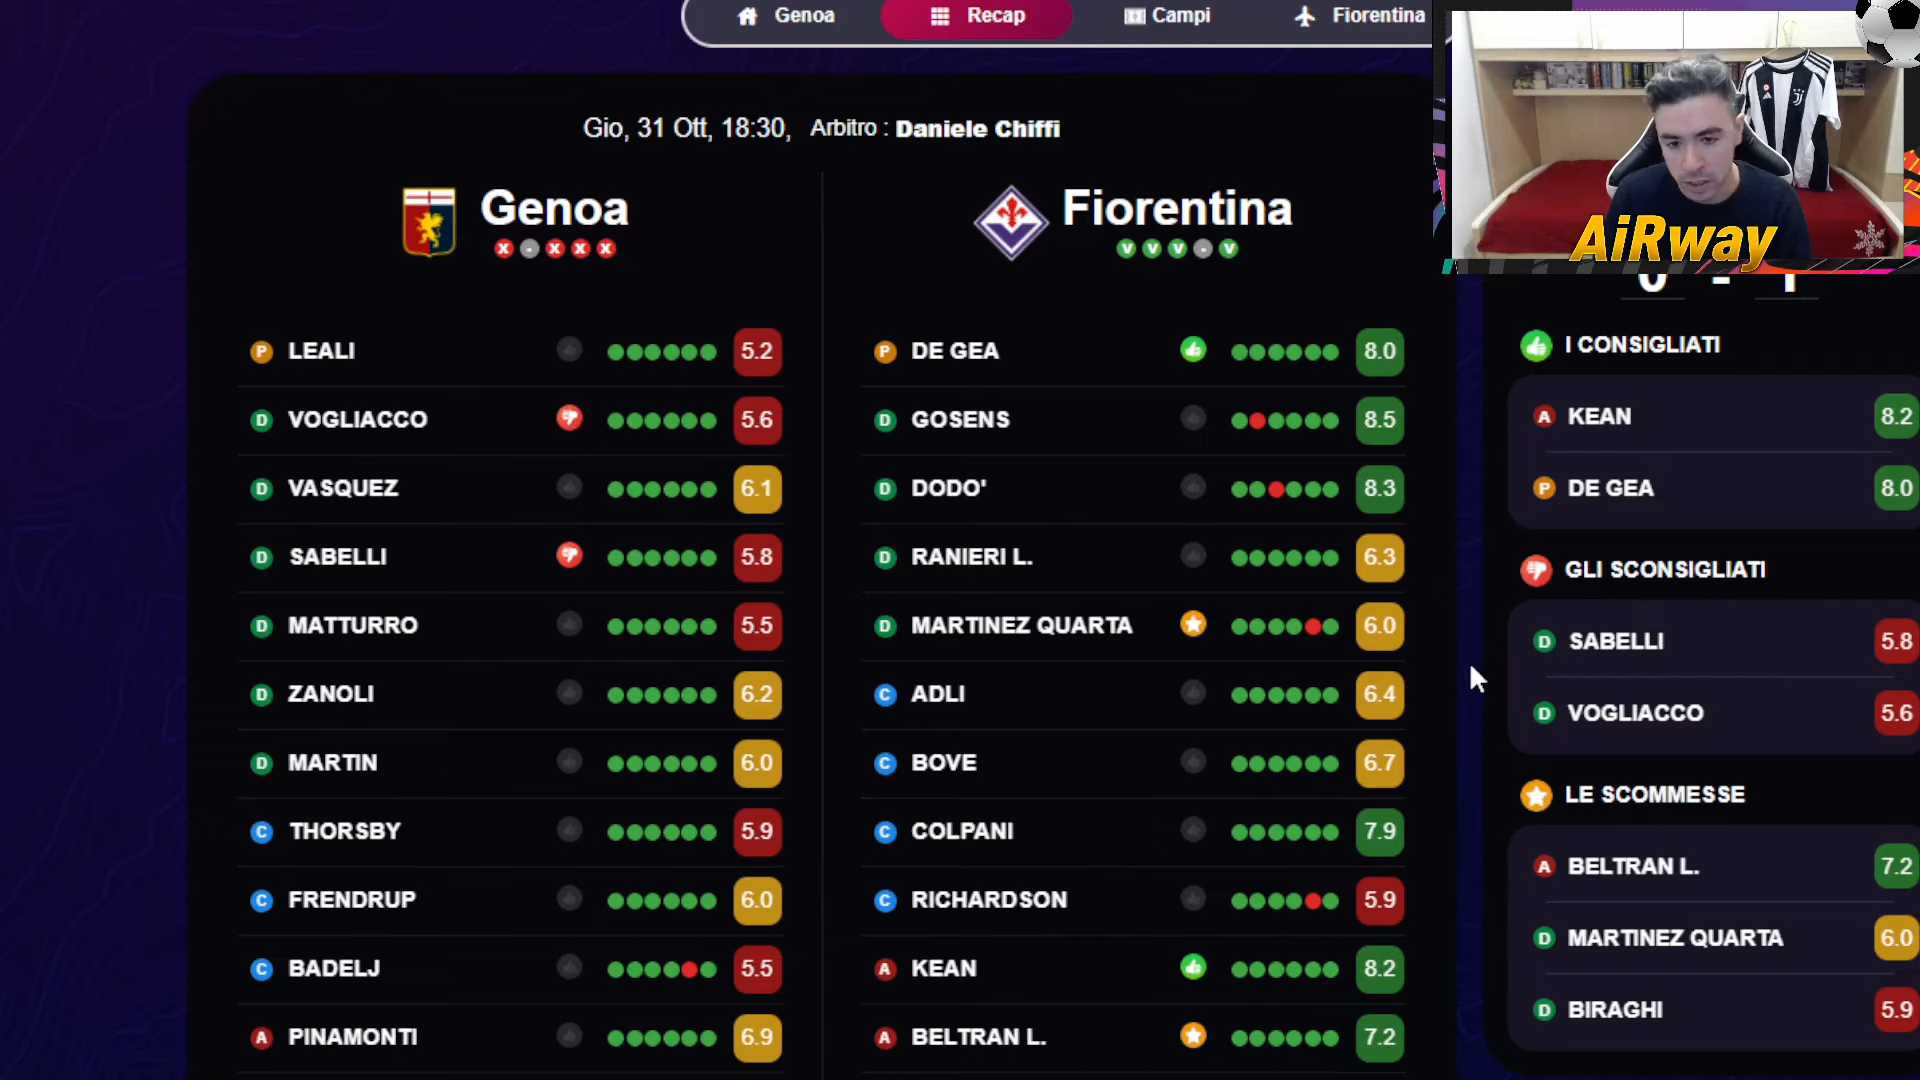 Genoa
Recap
Campi
Fiorentina
Gio, 31 Ott, 18:30, Arbitro : Daniele Chiffi
Genoa
X - X X X
Fiorentina
V V V - V
P LEALI 5.2
D VOGLIACCO 5.6
D VASQUEZ 6.1
D SABELLI 5.8
D MATTURRO 5.5
D ZANOLI 6.2
D MARTIN 6.0
C THORSBY 5.9
C FRENDRUP 6.0
C BADELJ 5.5
A PINAMONTI 6.9
P DE GEA 8.0
D GOSENS 8.5
D DODO' 8.3
D RANIERI L. 6.3
D MARTINEZ QUARTA 6.0
C ADLI 6.4
C BOVE 6.7
C COLPANI 7.9
C RICHARDSON 5.9
A KEAN 8.2
A BELTRAN L. 7.2
AiRway
I CONSIGLIATI
A KEAN 8.2
P DE GEA 8.0
GLI SCONSIGLIATI
D SABELLI 5.8
D VOGLIACCO 5.6
LE SCOMMESSE
A BELTRAN L. 7.2
D MARTINEZ QUARTA 6.0
D BIRAGHI 5.9